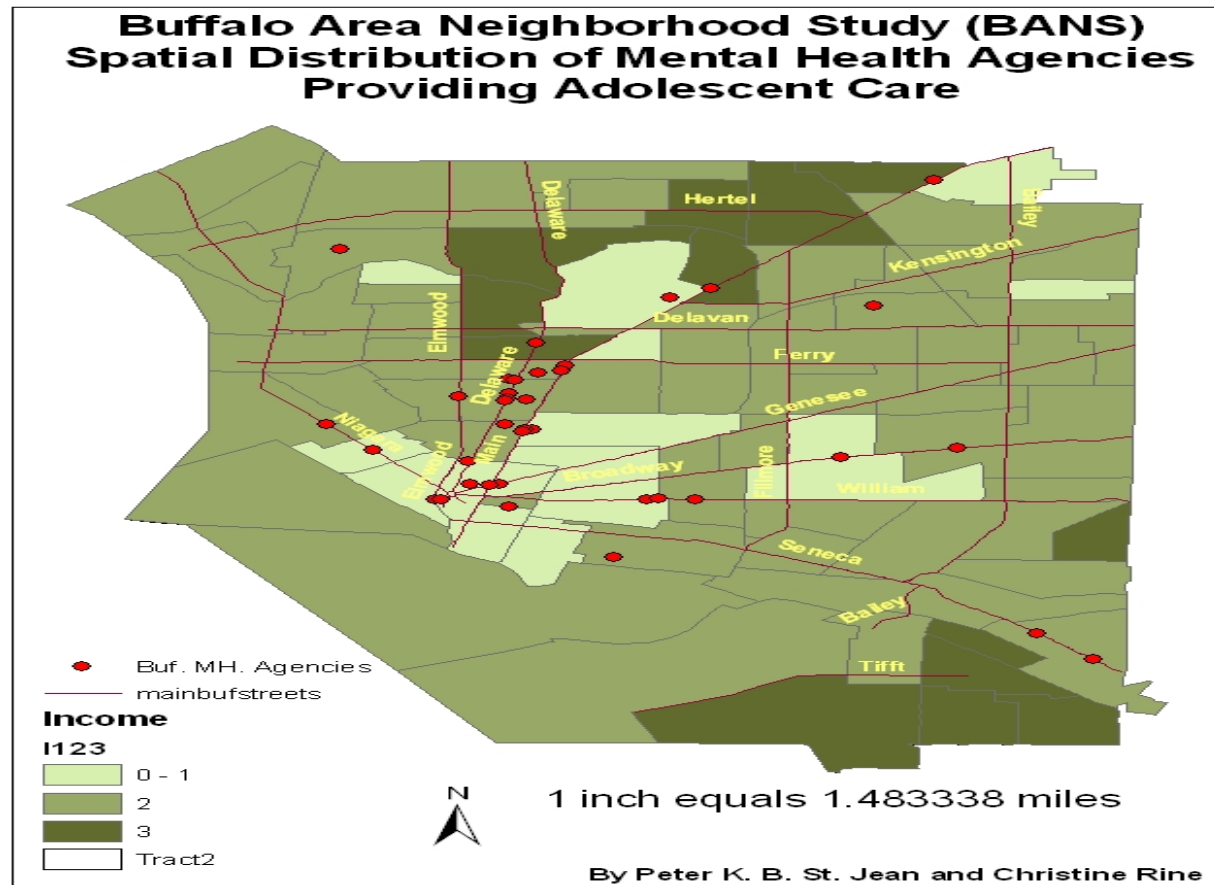 Buffalo Area Neighborhood Study (BANS)
Spatial Distribution of Mental Health Agencies
Providing Adolescent Care
Delaware
Hertel
Bailey
Kensington
Elmwood
Delavan
Ferry
Delaware
Genesee
Niagera
Main
Elmwood
Broadway
Fillmore
William
Seneca
Bailey
Tifft
Buf. MH. Agencies
mainbufstreets
Income
I123
0 - 1
2
3
Tract2
N
1 inch equals 1.483338 miles
By Peter K. B. St. Jean and Christine Rine